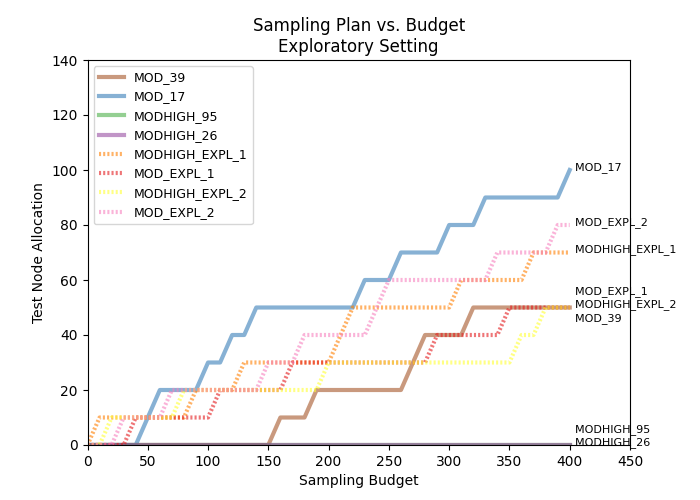 Sampling Plan vs. Budget
Exploratory Setting
140
120
100
80
60
40
20
0
Test Node Allocation
MOD_39
MOD_17
MODHIGH_95
MODHIGH_26
MODHIGH_EXPL_1
MOD_EXPL_1
MODHIGH_EXPL_2
MOD_EXPL_2
MOD_17
MOD_EXPL_2
MODHIGH_EXPL_1
MOD_EXPL_1
MODHIGH_EXPL_2
MOD_39
MODHIGH_95
MODHIGH_26
0 50 100 150 200 250 300 350 400 450
Sampling Budget